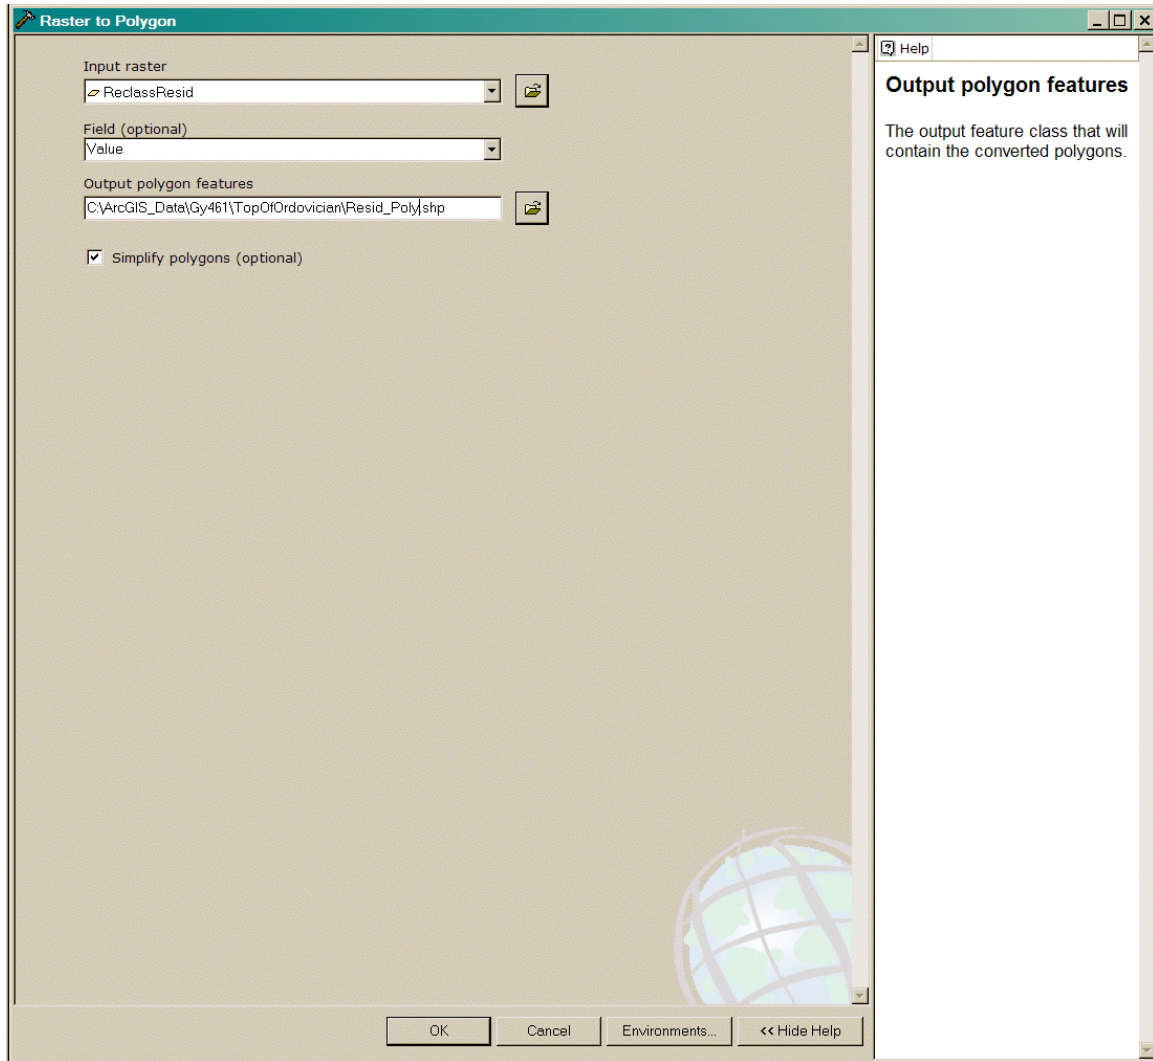 Raster to Polygon
Input raster
ReclassResid
Field (optional)
Value
Output polygon features
C:\ArcGIS_Data\Gy461\TopOfOrdovician\Resid_Poly.shp
Simplify polygons (optional)
OK
Cancel
Environments...
<< Hide Help
Help
Output polygon features
The output feature class that will
contain the converted polygons.